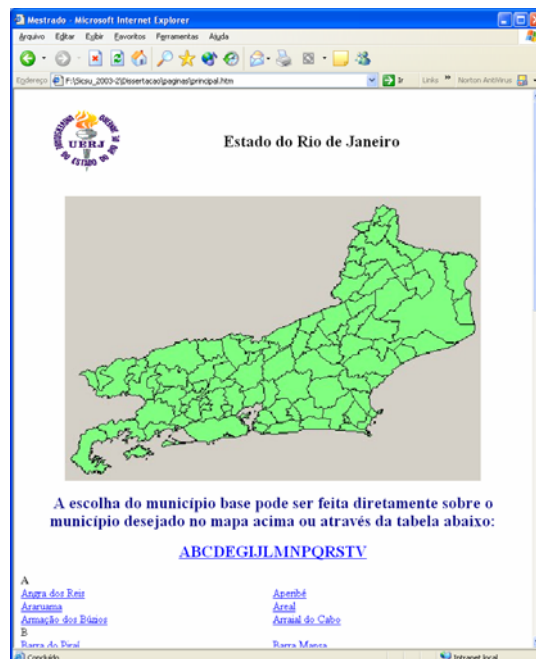 Mestrado - Microsoft Internet Explorer
Arquivo Editar Exibir Favoritos Ferramentas Ajuda
Endereço F:\Sicsu_2003-2\Dissertacao\paginas\principal.htm Ir Links » Norton AntiVirus
UERJ
Estado do Rio de Janeiro
A escolha do município base pode ser feita diretamente sobre o
município desejado no mapa acima ou através da tabela abaixo:
ABCDEGIJLMNPQRSTV
A
Angra dos Reis Aperibé
Araruama Areal
Armação dos Búzios Arraial do Cabo
B
Barra do Piraí Barra Mansa
Concluído Intranet local